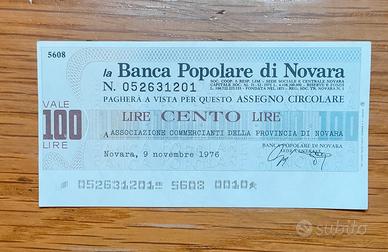 5608
la Banca Popolare di Novara
N. 052631201
PAGHERÀ A VISTA PER QUESTO ASSEGNO CIRCOLARE
VALE
100
LIRE
LIRE CENTO LIRE
100
A ASSOCIAZIONE COMMERCIANTI DELLA PROVINCIA DI NOVARA
BANCA POPOLARE DI NOVARA
SEDE CENTRALE
Novara, 9 novembre 1976
052631201 5608 0010
subito